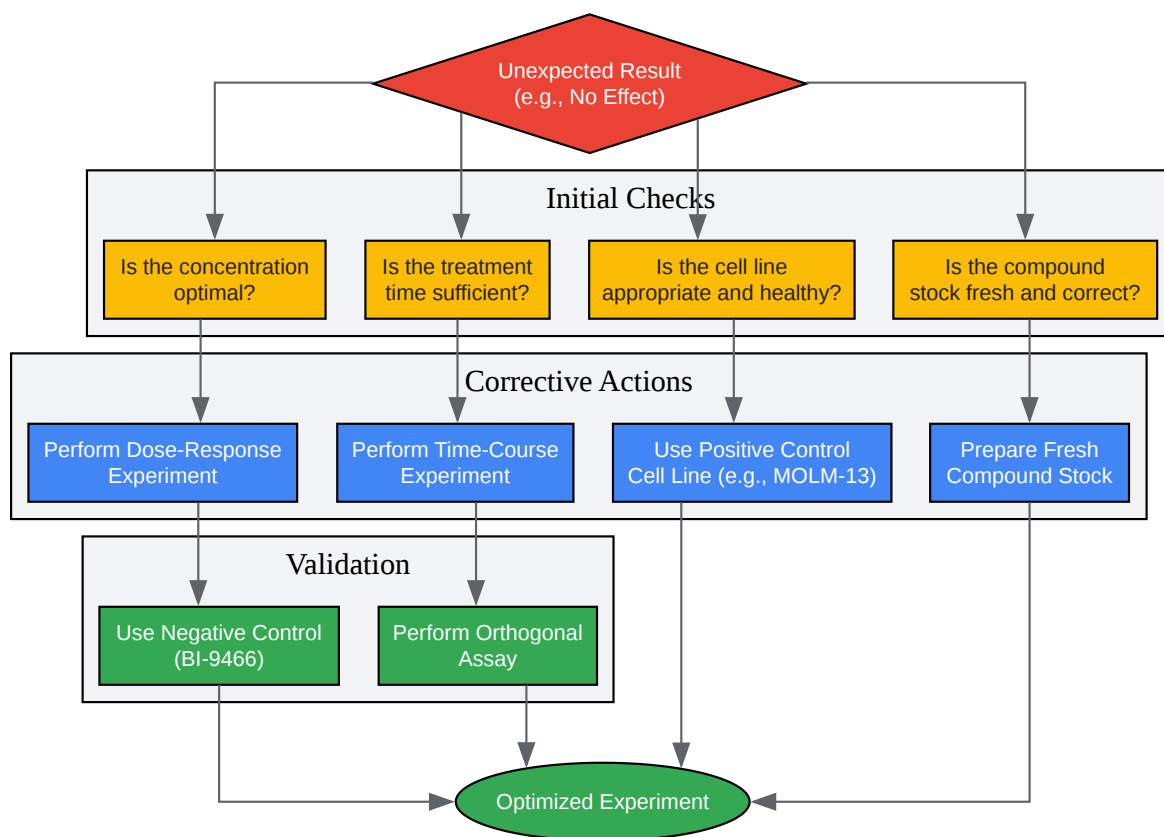 Unexpected Result
(e.g., No Effect)
Initial Checks
Is the concentration
optimal?
Is the treatment
time sufficient?
Is the cell line
appropriate and healthy?
Is the compound
stock fresh and correct?
Corrective Actions
Perform Dose-Response
Experiment
Perform Time-Course
Experiment
Use Positive Control
Cell Line (e.g., MOLM-13)
Prepare Fresh
Compound Stock
Validation
Use Negative Control
(BI-9466)
Perform Orthogonal
Assay
Optimized Experiment